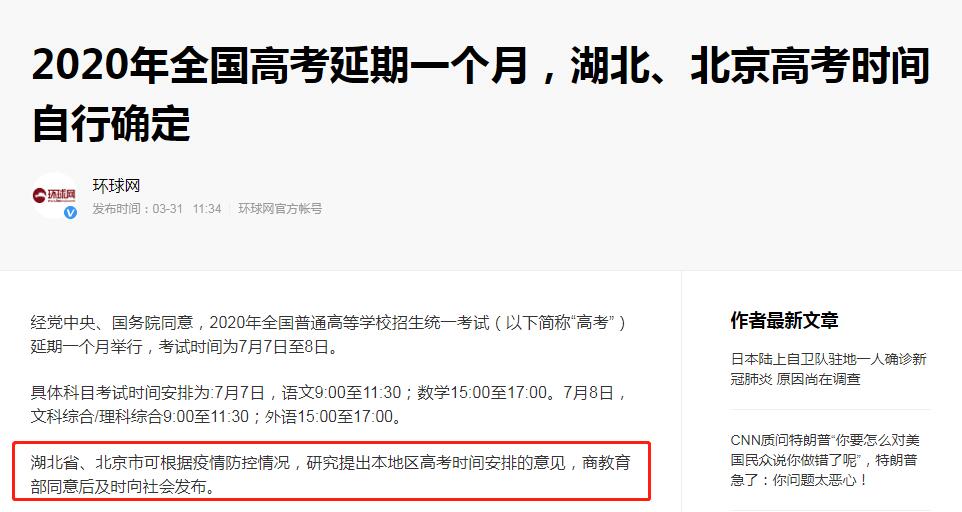 2020年全国高考延期一个月，湖北、北京高考时间
自行确定
环球网
环球网
发布时间：03-31 11:34 环球网官方帐号
经党中央、国务院同意，2020年全国普通高等学校招生统一考试（以下简称“高考”）
延期一个月举行，考试时间为7月7日至8日。
具体科目考试时间安排为:7月7日，语文9:00至11:30；数学15:00至17:00。7月8日，
文科综合/理科综合9:00至11:30；外语15:00至17:00。
湖北省、北京市可根据疫情防控情况，研究提出本地区高考时间安排的意见，商教育
部同意后及时向社会发布。
作者最新文章
日本陆上自卫队驻地一人确诊新
冠肺炎 原因尚在调查
CNN质问特朗普“你要怎么对美
国民众说你做错了呢”，特朗普
急了：你问题太恶心！